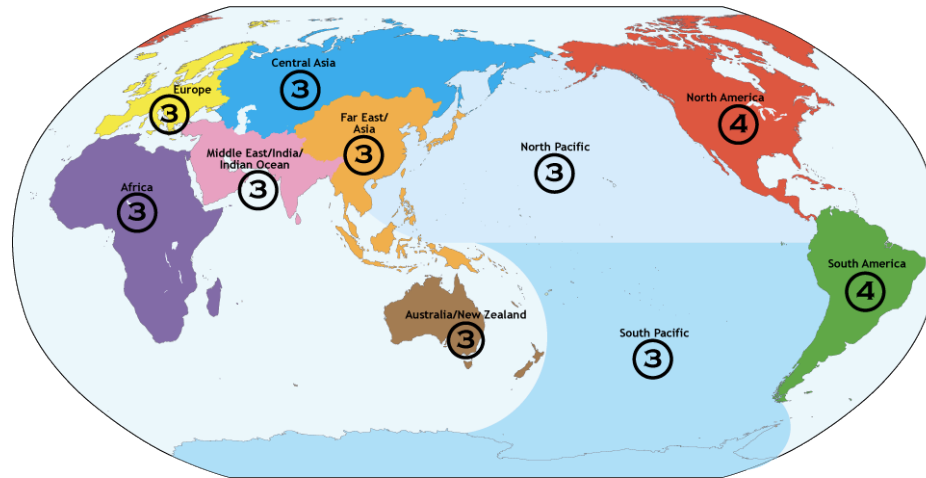 Central Asia
3
Europe
3
Far East/
Asia
3
North America
4
Middle East/India/
Indian Ocean
3
North Pacific
3
Africa
3
South America
4
Australia/New Zealand
3
South Pacific
3